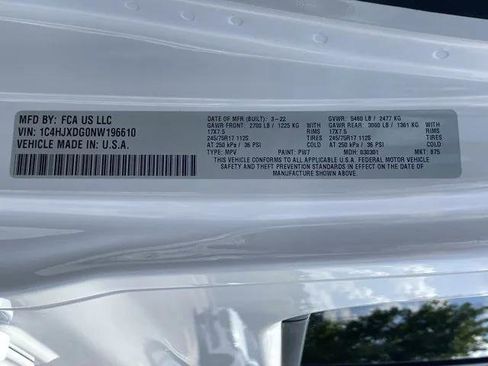 MFD BY: FCA US LLC
VIN: 1C4HJXDG0NW196610
VEHICLE MADE IN: U.S.A.
DATE OF MFR (BUILT): 3-22
GAWR FRONT: 2700 LB / 1225 KG
17X7.5 RIMS
245/75R17 112S TIRES
AT 250 kPa / 36 PSI COLD
GVWR: 5460 LB / 2477 KG
GAWR REAR: 3000 LB / 1361 KG
17X7.5 RIMS
245/75R17 112S TIRES
AT 250 kPa / 36 PSI COLD
THIS VEHICLE CONFORMS TO ALL APPLICABLE U.S.A. FEDERAL MOTOR VEHICLE
SAFETY AND THEFT PREVENTION STANDARDS IN EFFECT ON THE DATE OF
MANUFACTURE SHOWN ABOVE.
TYPE: MPV PAINT: PW7 MDH: 030301 MKT: 875